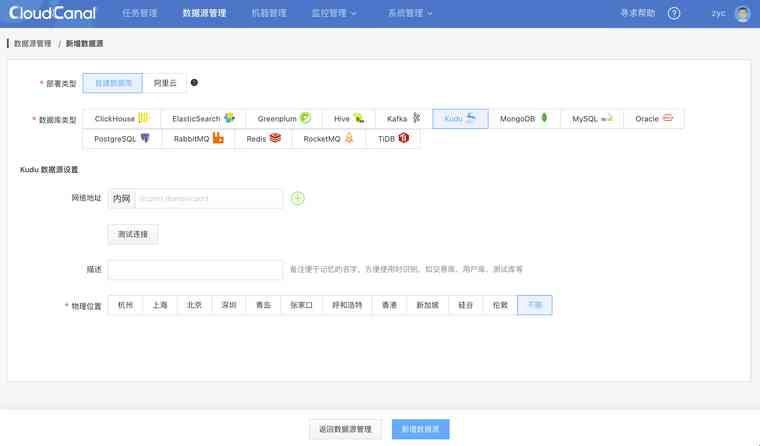 CloudCanal 任务管理 数据源管理 机器管理 监控管理 系统管理 寻求帮助 ? zyc
数据源管理 / 新增数据源
* 部署类型 自建数据库 阿里云
* 数据库类型 ClickHouse ElasticSearch Greenplum Hive Kafka Kudu MongoDB MySQL Oracle
PostgreSQL RabbitMQ Redis RocketMQ TiDB
Kudu 数据源设置
网络地址 内网
测试连接
描述 备注便于记忆的名字，方便使用时识别，如交易库、用户库、测试库等
* 物理位置 杭州 上海 北京 深圳 青岛 张家口 呼和浩特 香港 新加坡 硅谷 伦敦 不限
返回数据源管理 新增数据源